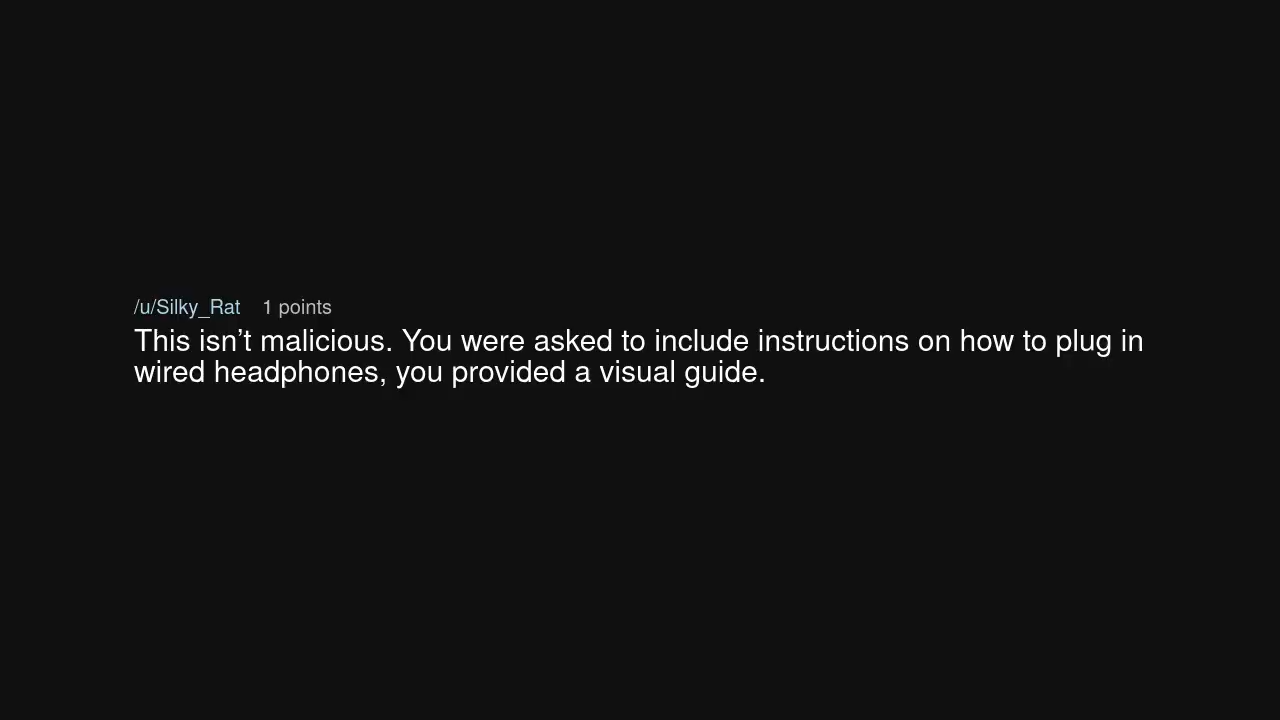 /u/Silky_Rat 1 points
This isn’t malicious. You were asked to include instructions on how to plug in
wired headphones, you provided a visual guide.